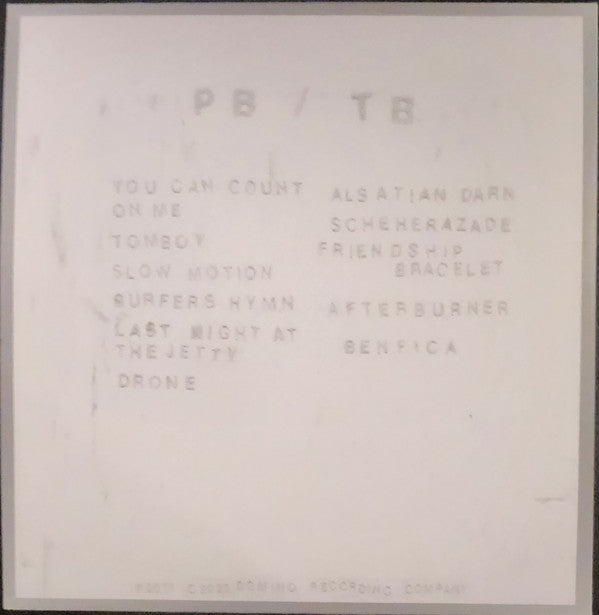 PB / TB
YOU CAN COUNT
ON ME
TOMBOY
SLOW MOTION
SURFERS HYMN
LAST NIGHT AT
THE JETTY
DRONE
ALSATIAN DARN
SCHEHERAZADE
FRIENDSHIP
BRACELET
AFTERBURNER
BENFICA
DOMINO RECORDING COMPANY